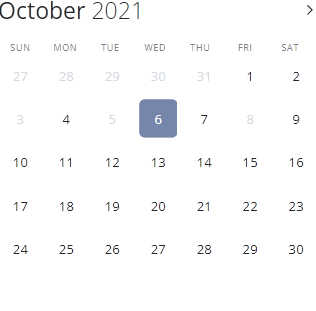 October 2021
SUN MON TUE WED THU FRI SAT
27 28 29 30 31 1 2
3 4 5 6 7 8 9
10 11 12 13 14 15 16
17 18 19 20 21 22 23
24 25 26 27 28 29 30